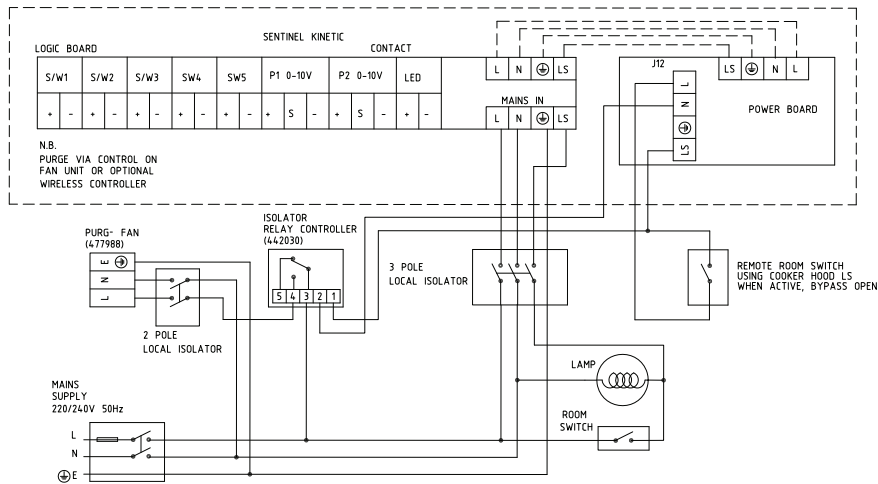 SENTINEL KINETIC
LOGIC BOARD
CONTACT
S/W1 S/W2 S/W3 SW4 SW5 P1 0-10V P2 0-10V LED
+ - + - + - + - + - + S - + S - + -
L N LS
MAINS IN
L N LS
J12
L
N
LS
LS N L
POWER BOARD
N.B.
PURGE VIA CONTROL ON
FAN UNIT OR OPTIONAL
WIRELESS CONTROLLER
PURG- FAN
(477988)
E
N
L
2 POLE
LOCAL ISOLATOR
ISOLATOR
RELAY CONTROLLER
(442030)
5 4 3 2 1
3 POLE
LOCAL ISOLATOR
REMOTE ROOM SWITCH
USING COOKER HOOD LS
WHEN ACTIVE, BYPASS OPEN
LAMP
ROOM
SWITCH
MAINS
SUPPLY
220/240V 50Hz
L
N
E